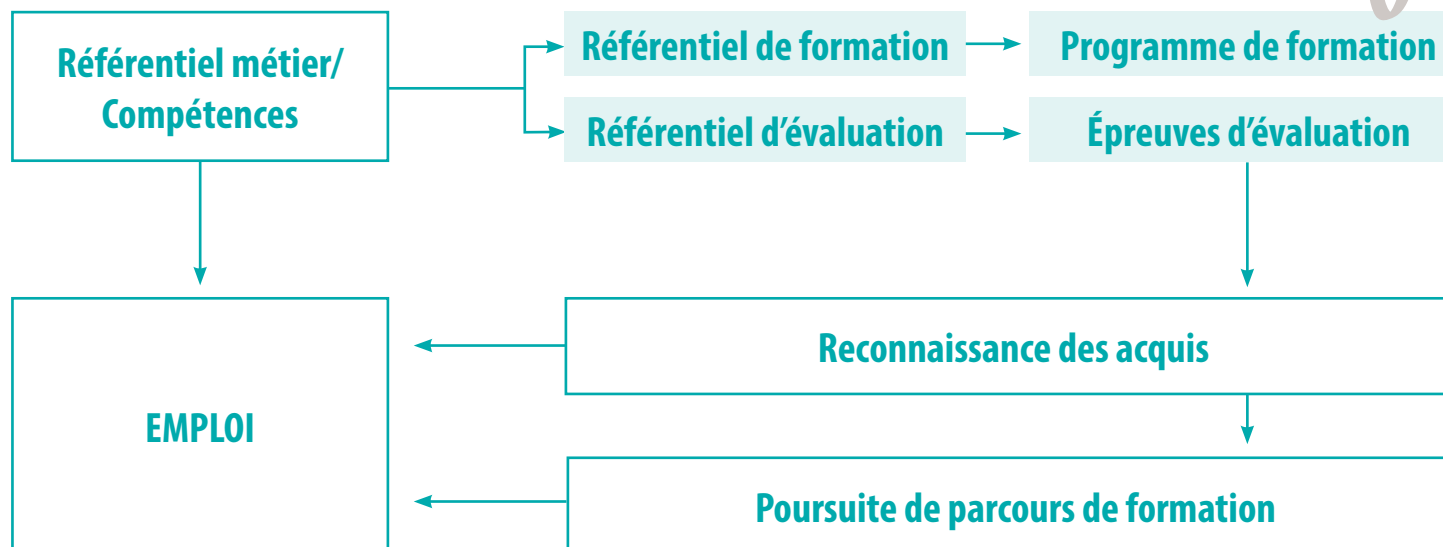 Référentiel métier/
Compétences
Référentiel de formation
Programme de formation
Référentiel d'évaluation
Épreuves d'évaluation
EMPLOI
Reconnaissance des acquis
Poursuite de parcours de formation